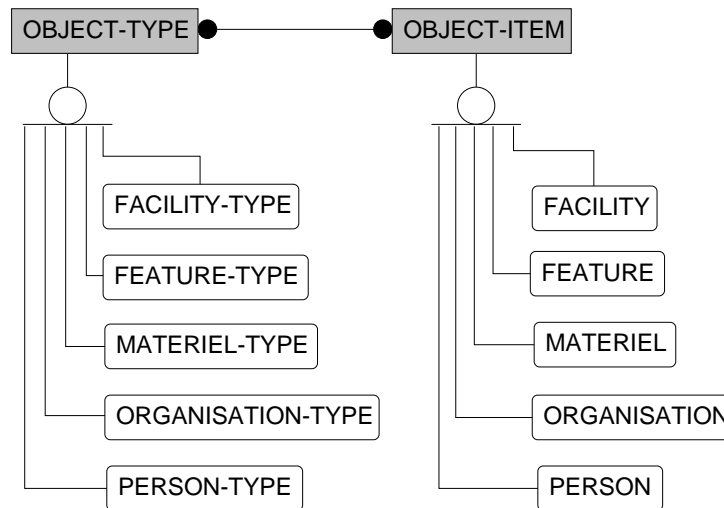 OBJECT-TYPE
OBJECT-ITEM
FACILITY-TYPE
FACILITY
FEATURE-TYPE
FEATURE
MATERIEL-TYPE
MATERIEL
ORGANISATION-TYPE
ORGANISATION
PERSON-TYPE
PERSON